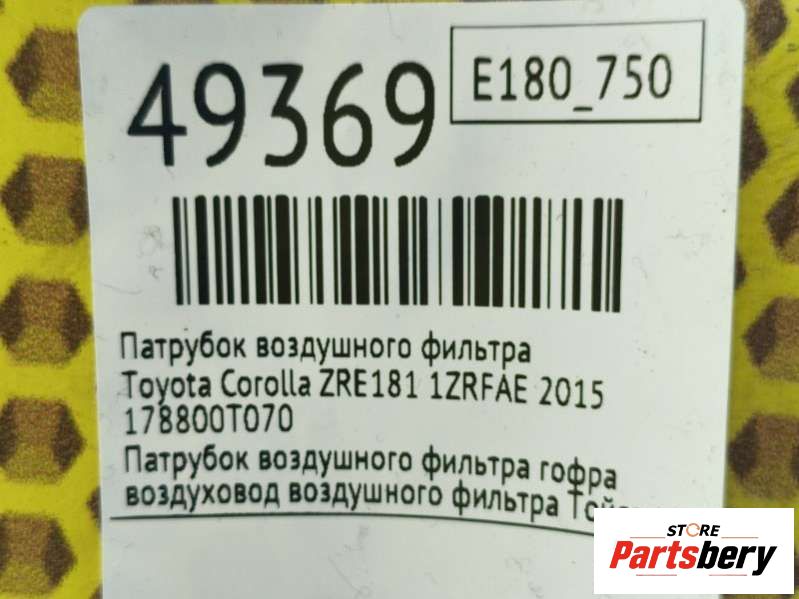 49369
E180_750
Патрубок воздушного фильтра
Toyota Corolla ZRE181 1ZRFAE 2015
178800T070
Патрубок воздушного фильтра гофра
воздуховод воздушного фильтра
STORE
Partsbery